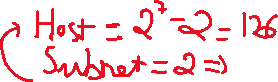 Host = 2^7 - 2 = 126
Subnet = 2 =>